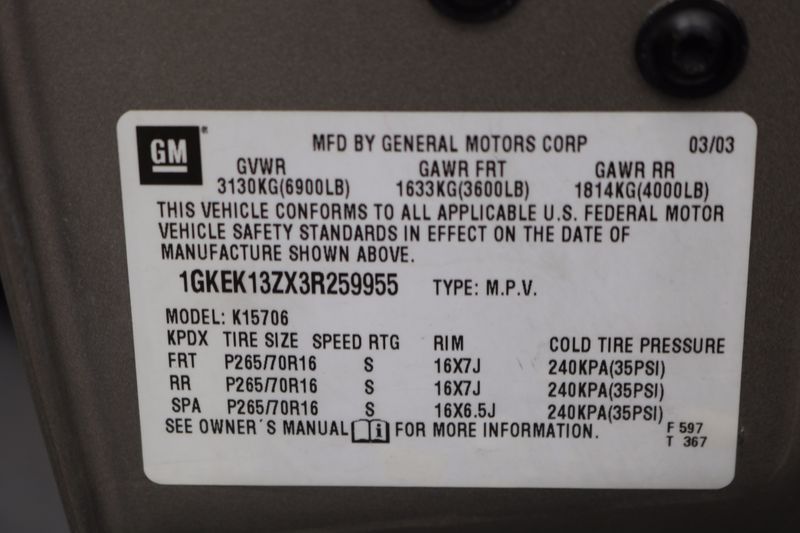 GM
MFD BY GENERAL MOTORS CORP 03/03
GVWR GAWR FRT GAWR RR
3130KG(6900LB) 1633KG(3600LB) 1814KG(4000LB)
THIS VEHICLE CONFORMS TO ALL APPLICABLE U.S. FEDERAL MOTOR
VEHICLE SAFETY STANDARDS IN EFFECT ON THE DATE OF
MANUFACTURE SHOWN ABOVE.
1GKEK13ZX3R259955 TYPE: M.P.V.
MODEL: K15706
KPDX TIRE SIZE SPEED RTG RIM COLD TIRE PRESSURE
FRT P265/70R16 S 16X7J 240KPA(35PSI)
RR P265/70R16 S 16X7J 240KPA(35PSI)
SPA P265/70R16 S 16X6.5J 240KPA(35PSI)
SEE OWNER'S MANUAL i FOR MORE INFORMATION. F 597
T 367